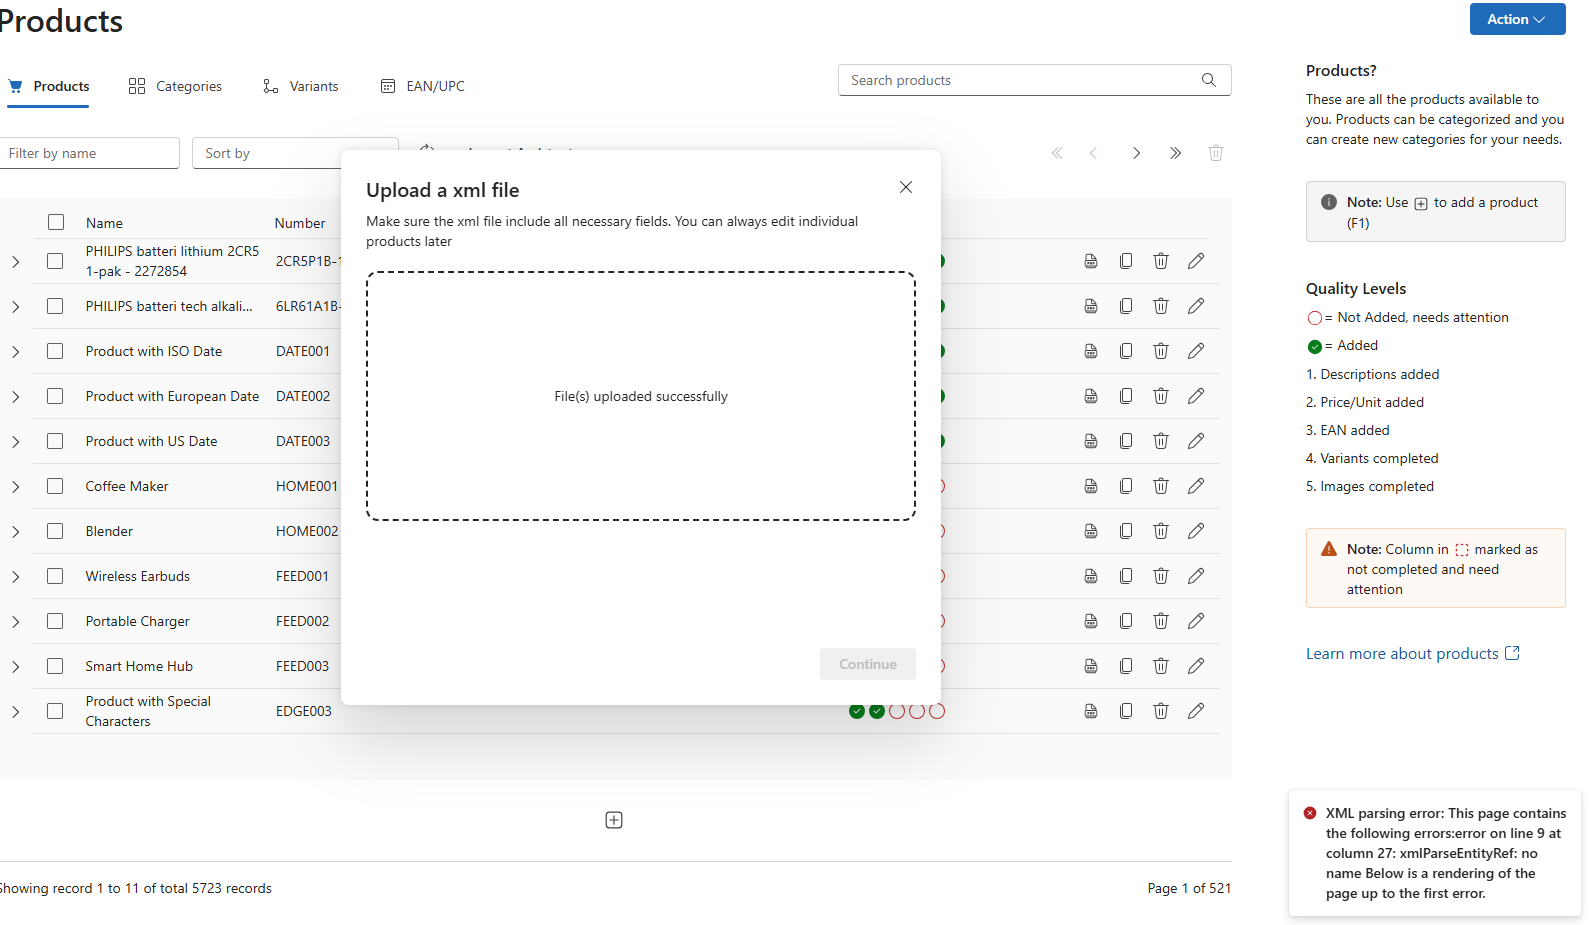 Products
Action
Products
Categories
Variants
EAN/UPC
Search products
Filter by name
Sort by
Name
Number
PHILIPS batteri lithium 2CR5
1-pak - 2272854
2CR5P1B-1
PHILIPS batteri tech alkali...
6LR61A1B-
Product with ISO Date
DATE001
Product with European Date
DATE002
Product with US Date
DATE003
Coffee Maker
HOME001
Blender
HOME002
Wireless Earbuds
FEED001
Portable Charger
FEED002
Smart Home Hub
FEED003
Product with Special
Characters
EDGE003
Upload a xml file
Make sure the xml file include all necessary fields. You can always edit individual
products later
File(s) uploaded successfully
Continue
Showing record 1 to 11 of total 5723 records
Page 1 of 521
Products?
These are all the products available to
you. Products can be categorized and you
can create new categories for your needs.
Note: Use to add a product
(F1)
Quality Levels
= Not Added, needs attention
= Added
1. Descriptions added
2. Price/Unit added
3. EAN added
4. Variants completed
5. Images completed
Note: Column in marked as
not completed and need
attention
Learn more about products
XML parsing error: This page contains
the following errors:error on line 9 at
column 27: xmlParseEntityRef: no
name Below is a rendering of the
page up to the first error.